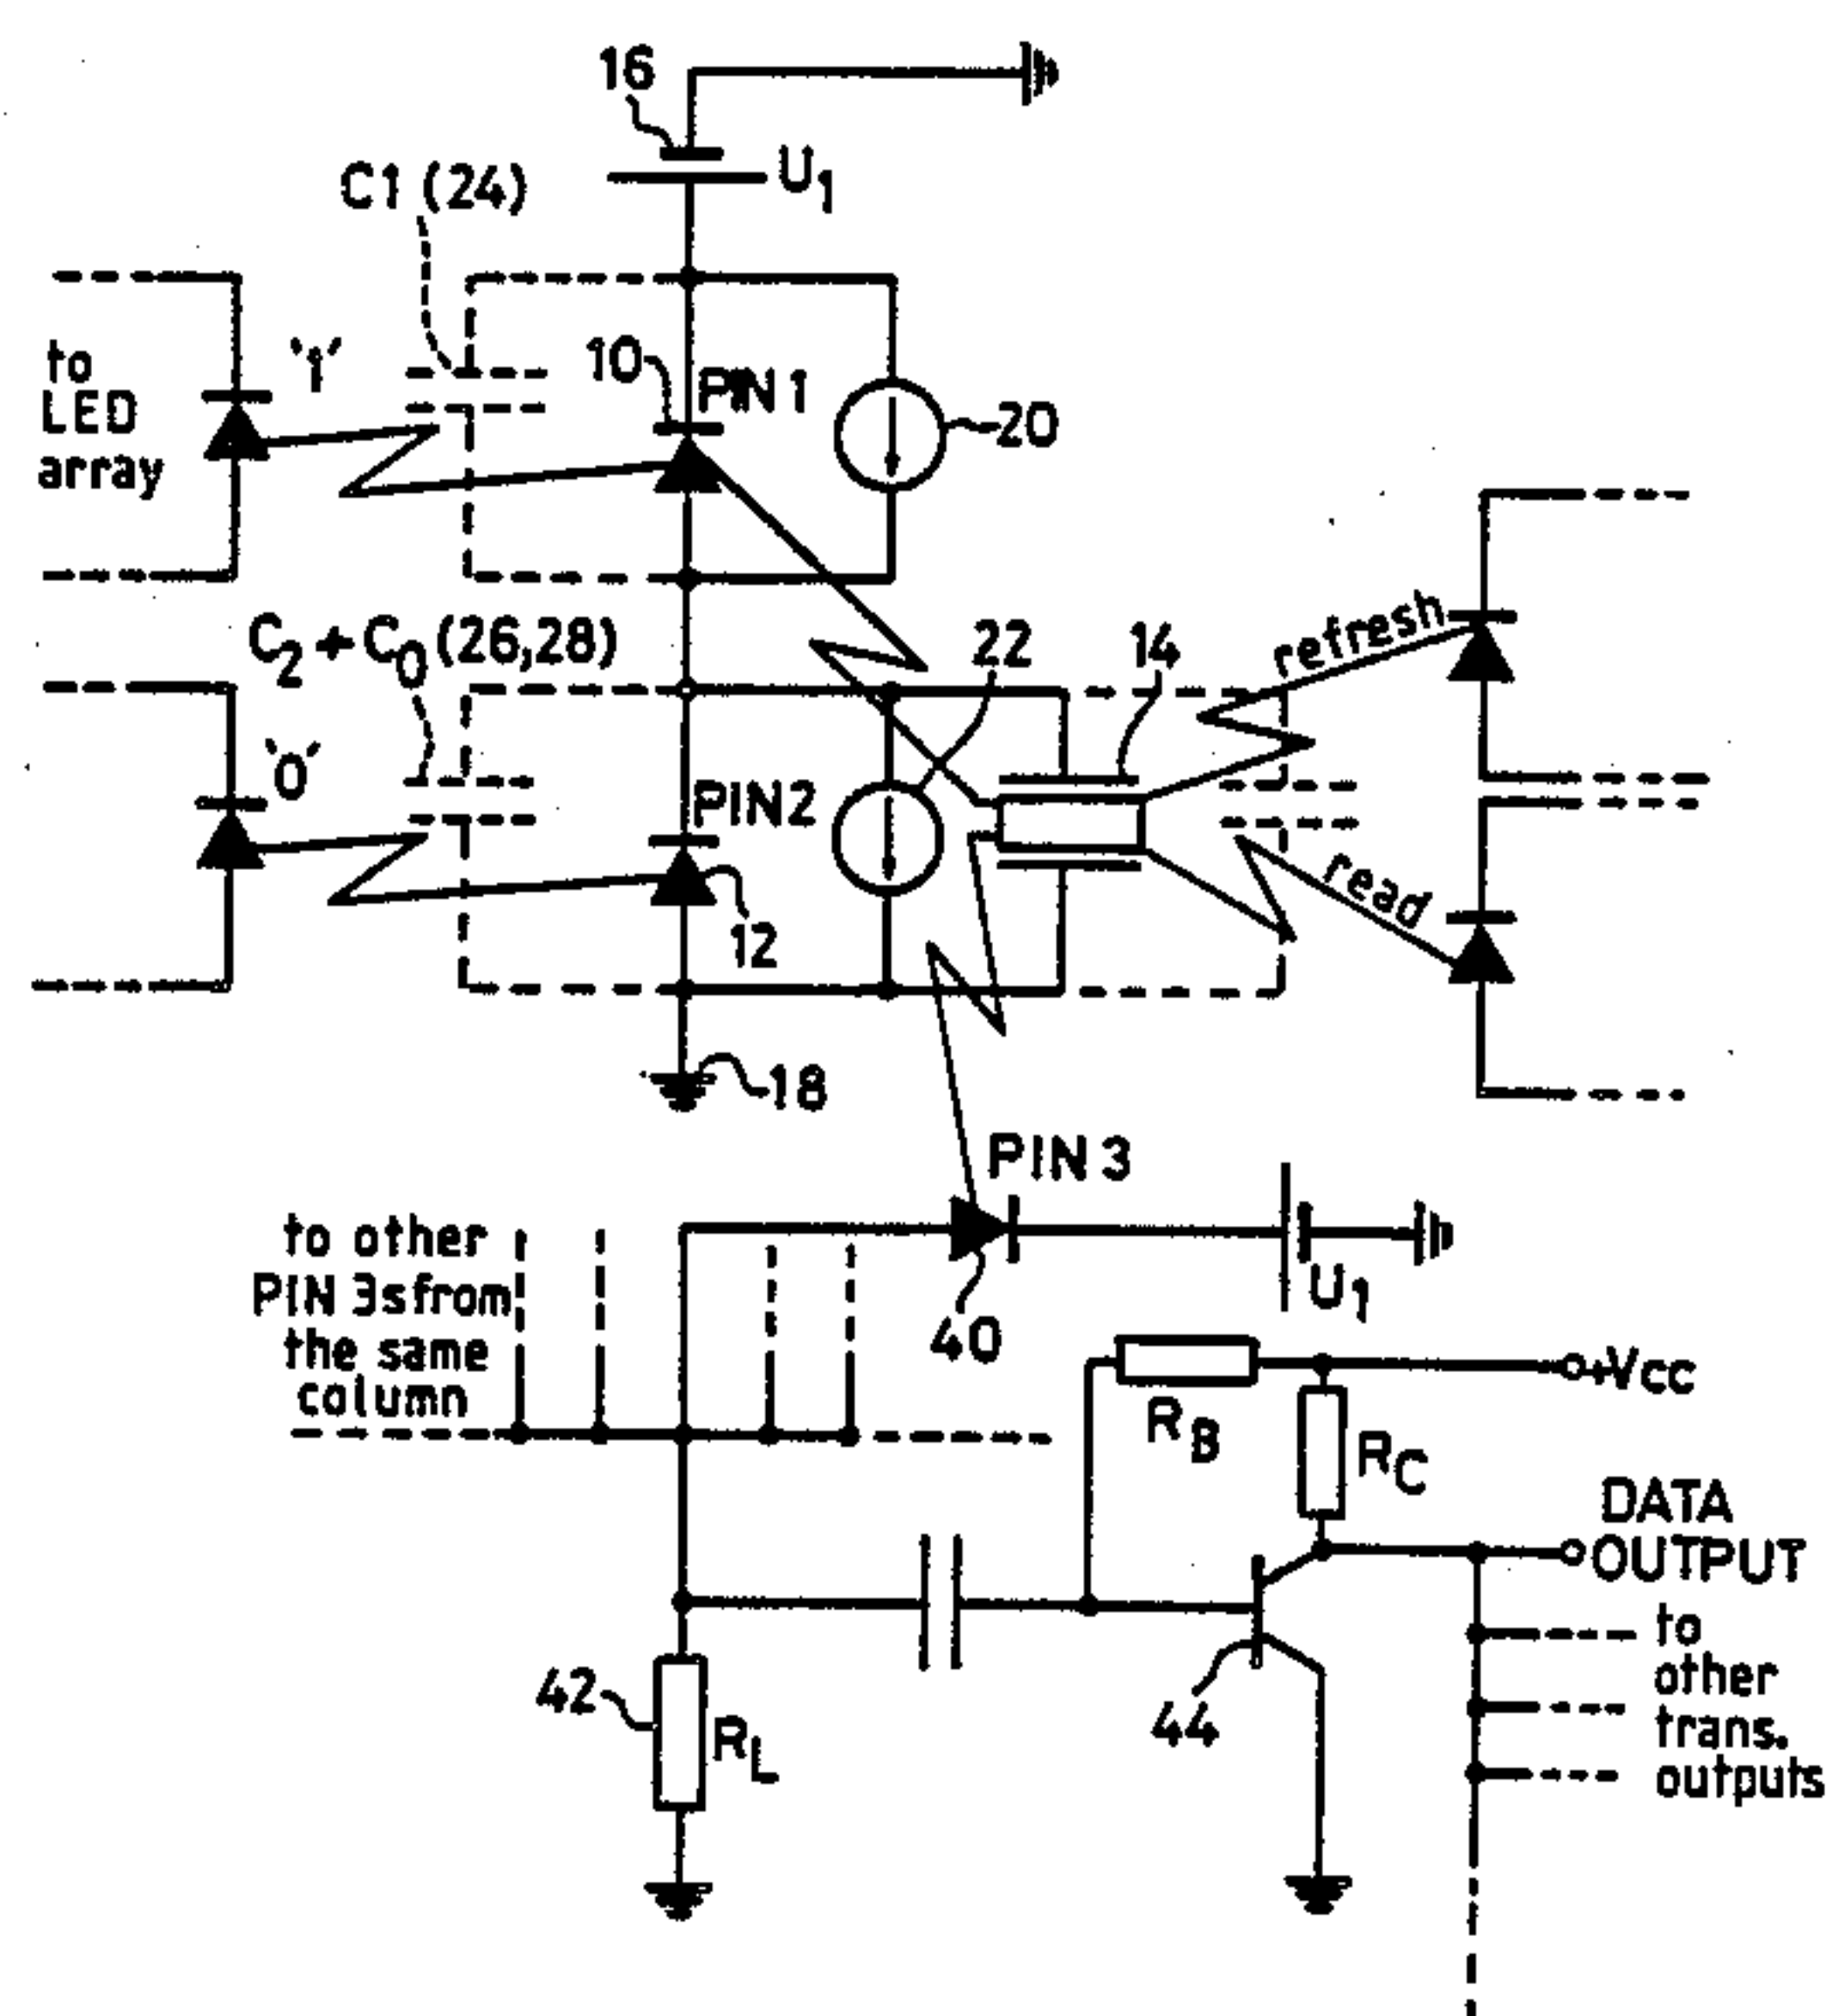 16
U1
C1 (24)
to
LED
array
'1'
10
PIN 1
20
C2 + C0 (26,28)
22
14
refresh
'0'
PIN2
read
12
18
PIN 3
to other
PIN 3s from
the same
column
40
U1
+Vcc
RB
RC
DATA
OUTPUT
to
other
trans.
outputs
42
RL
44